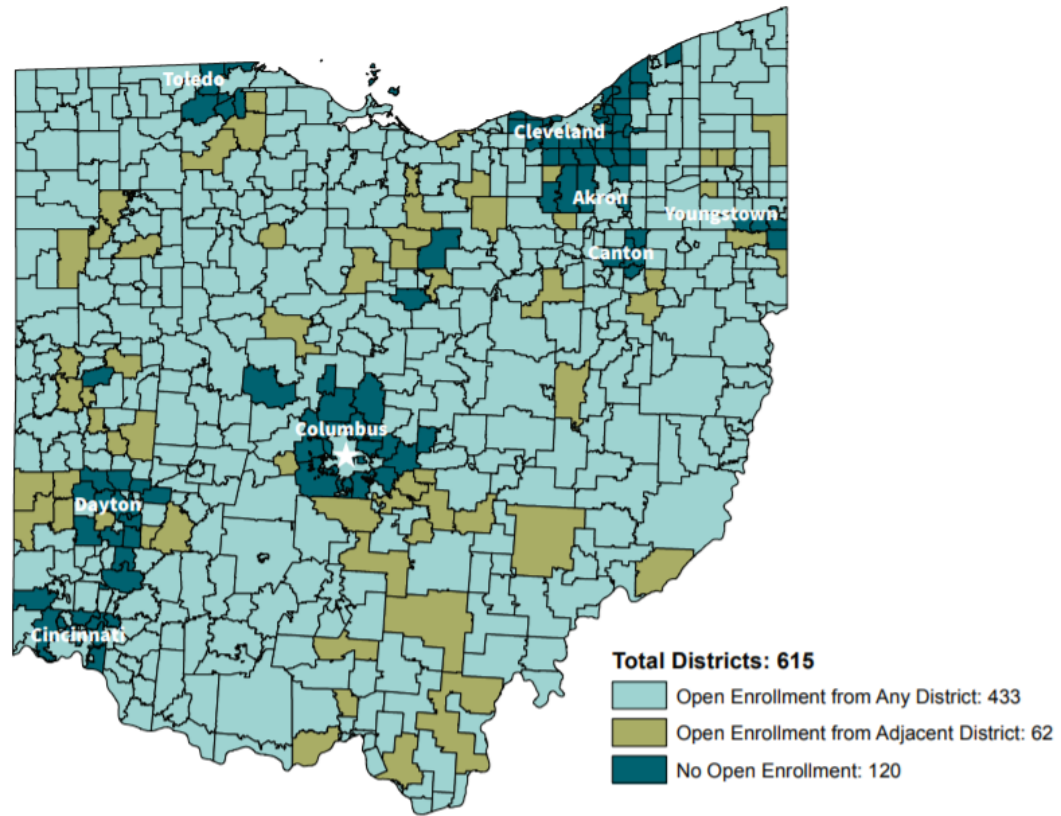 Toledo
Cleveland
Akron
Youngstown
Canton
Columbus
Dayton
Cincinnati
Total Districts: 615
Open Enrollment from Any District: 433
Open Enrollment from Adjacent District: 62
No Open Enrollment: 120